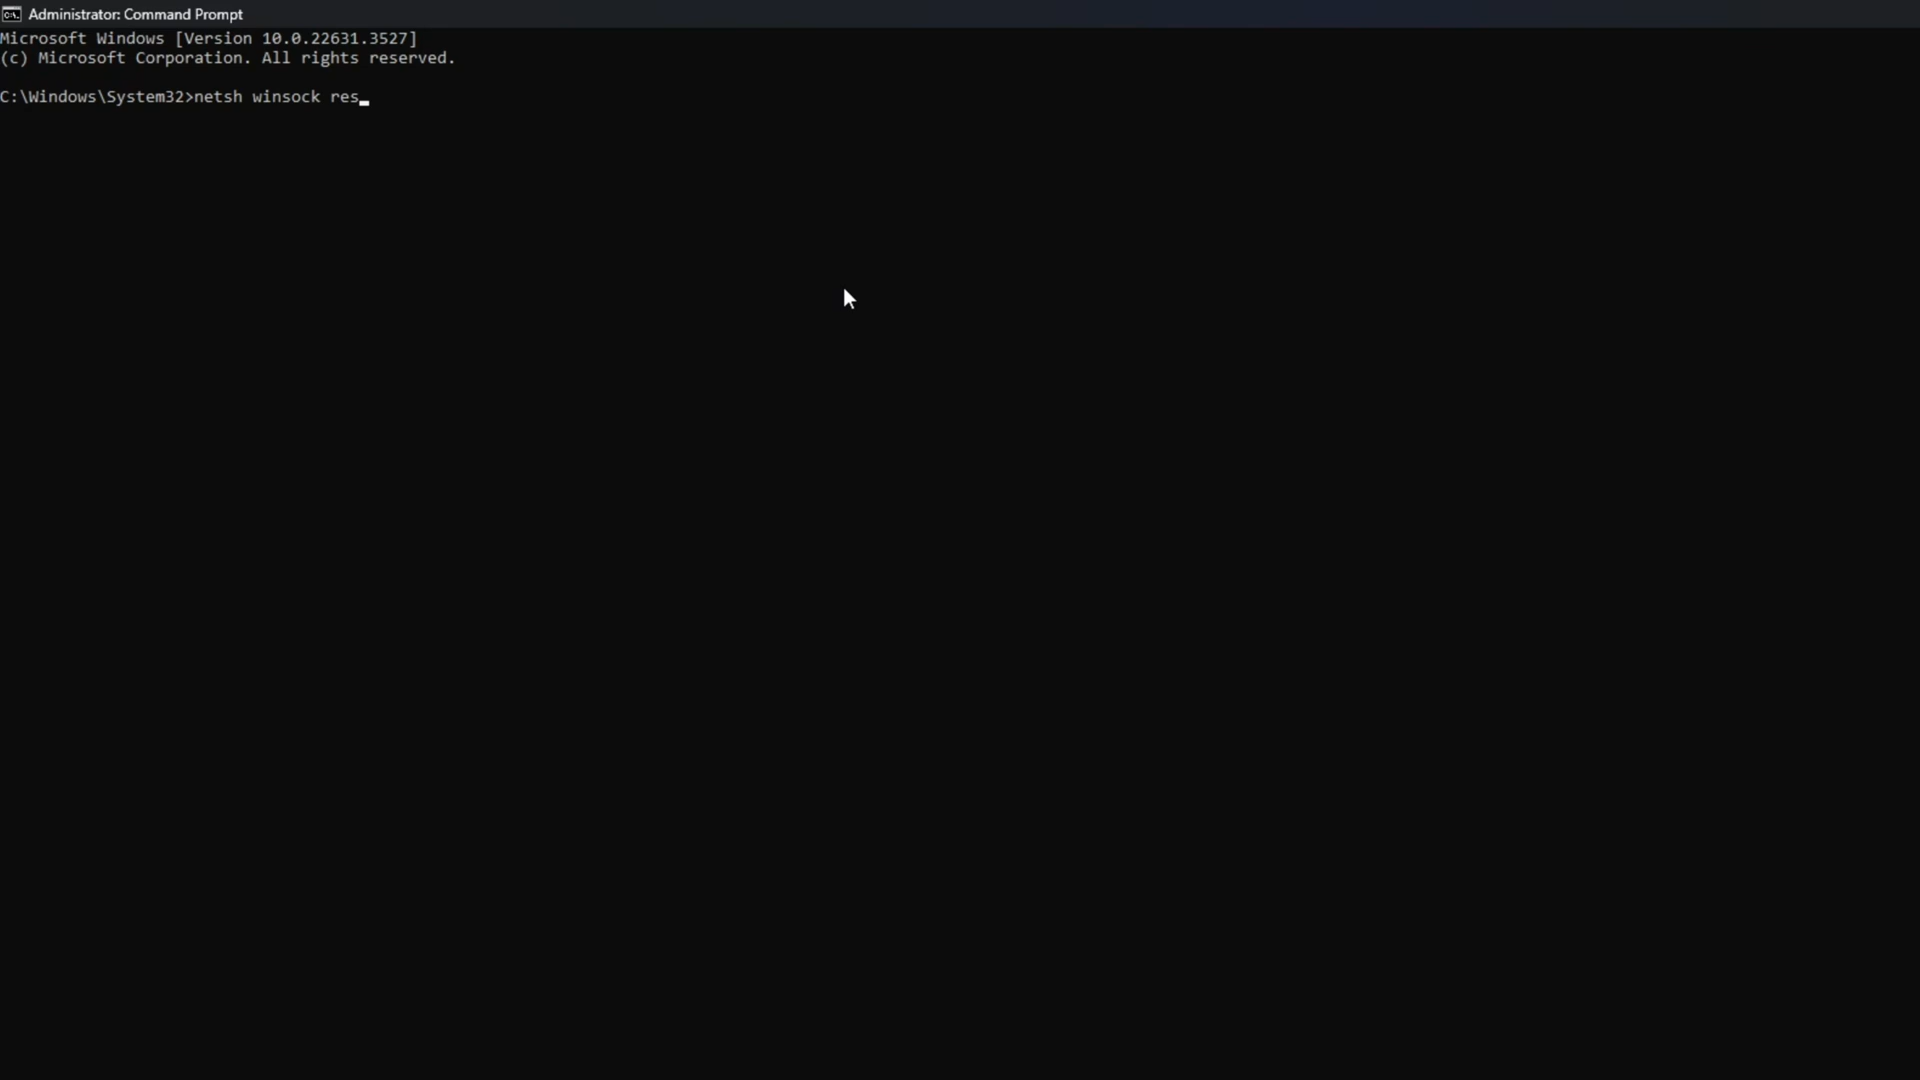 Administrator: Command Prompt
Microsoft Windows [Version 10.0.22631.3527]
(c) Microsoft Corporation. All rights reserved.
C:\Windows\System32>netsh winsock res